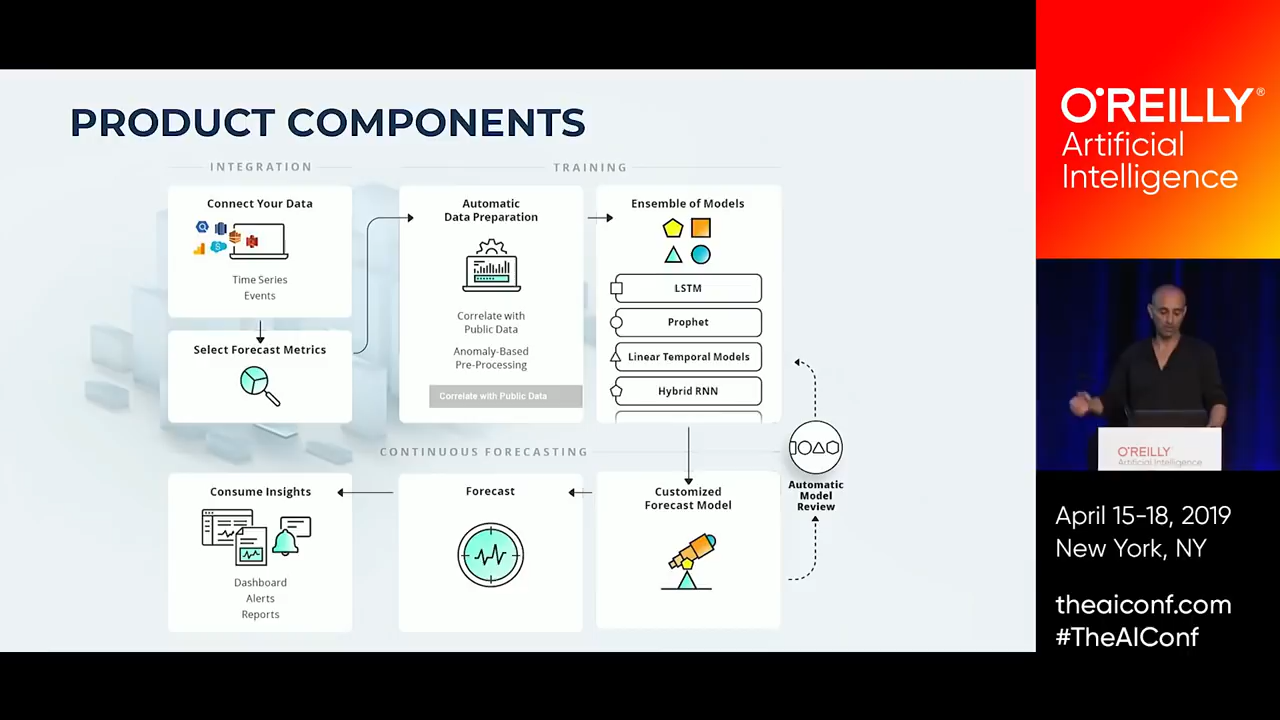 PRODUCT COMPONENTS
INTEGRATION
Connect Your Data
Time Series
Events
Select Forecast Metrics
TRAINING
Automatic
Data Preparation
Correlate with
Public Data
Anomaly-Based
Pre-Processing
Correlate with Public Data
Ensemble of Models
LSTM
Prophet
Linear Temporal Models
Hybrid RNN
Automatic
Model
Review
CONTINUOUS FORECASTING
Consume Insights
Dashboard
Alerts
Reports
Forecast
Customized
Forecast Model
O'REILLY®
Artificial
Intelligence
O'REILLY
Artificial Intelligence
April 15-18, 2019
New York, NY
theaiconf.com
#TheAIConf